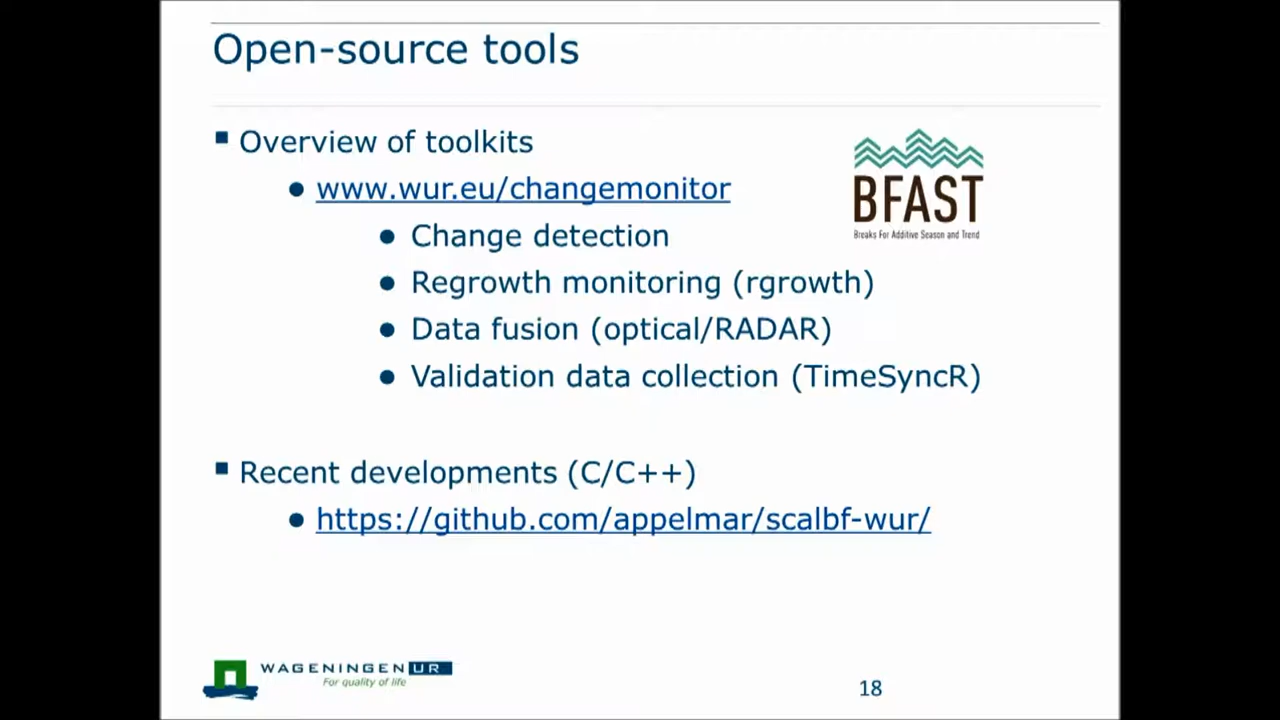 Open-source tools
Overview of toolkits
www.wur.eu/changemonitor
Change detection
Regrowth monitoring (rgrowth)
Data fusion (optical/RADAR)
Validation data collection (TimeSyncR)
BFAST
Breaks For Additive Season and Trend
Recent developments (C/C++)
https://github.com/appelmar/scalbf-wur/
WAGENINGEN UR
For quality of life
18